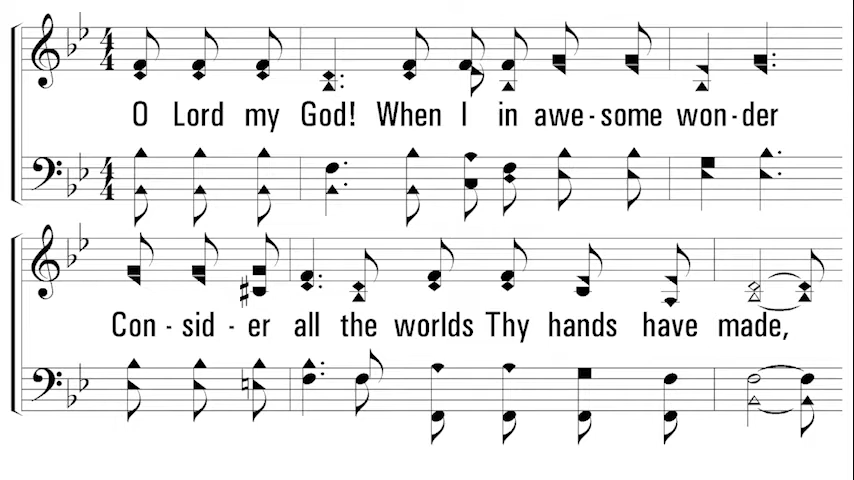 O Lord my God! When I in awe-some won-der
Con-sid-er all the worlds Thy hands have made,